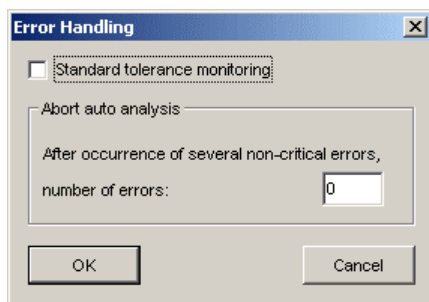 Error Handling
Standard tolerance monitoring
Abort auto analysis
After occurrence of several non-critical errors,
number of errors: 0
OK Cancel